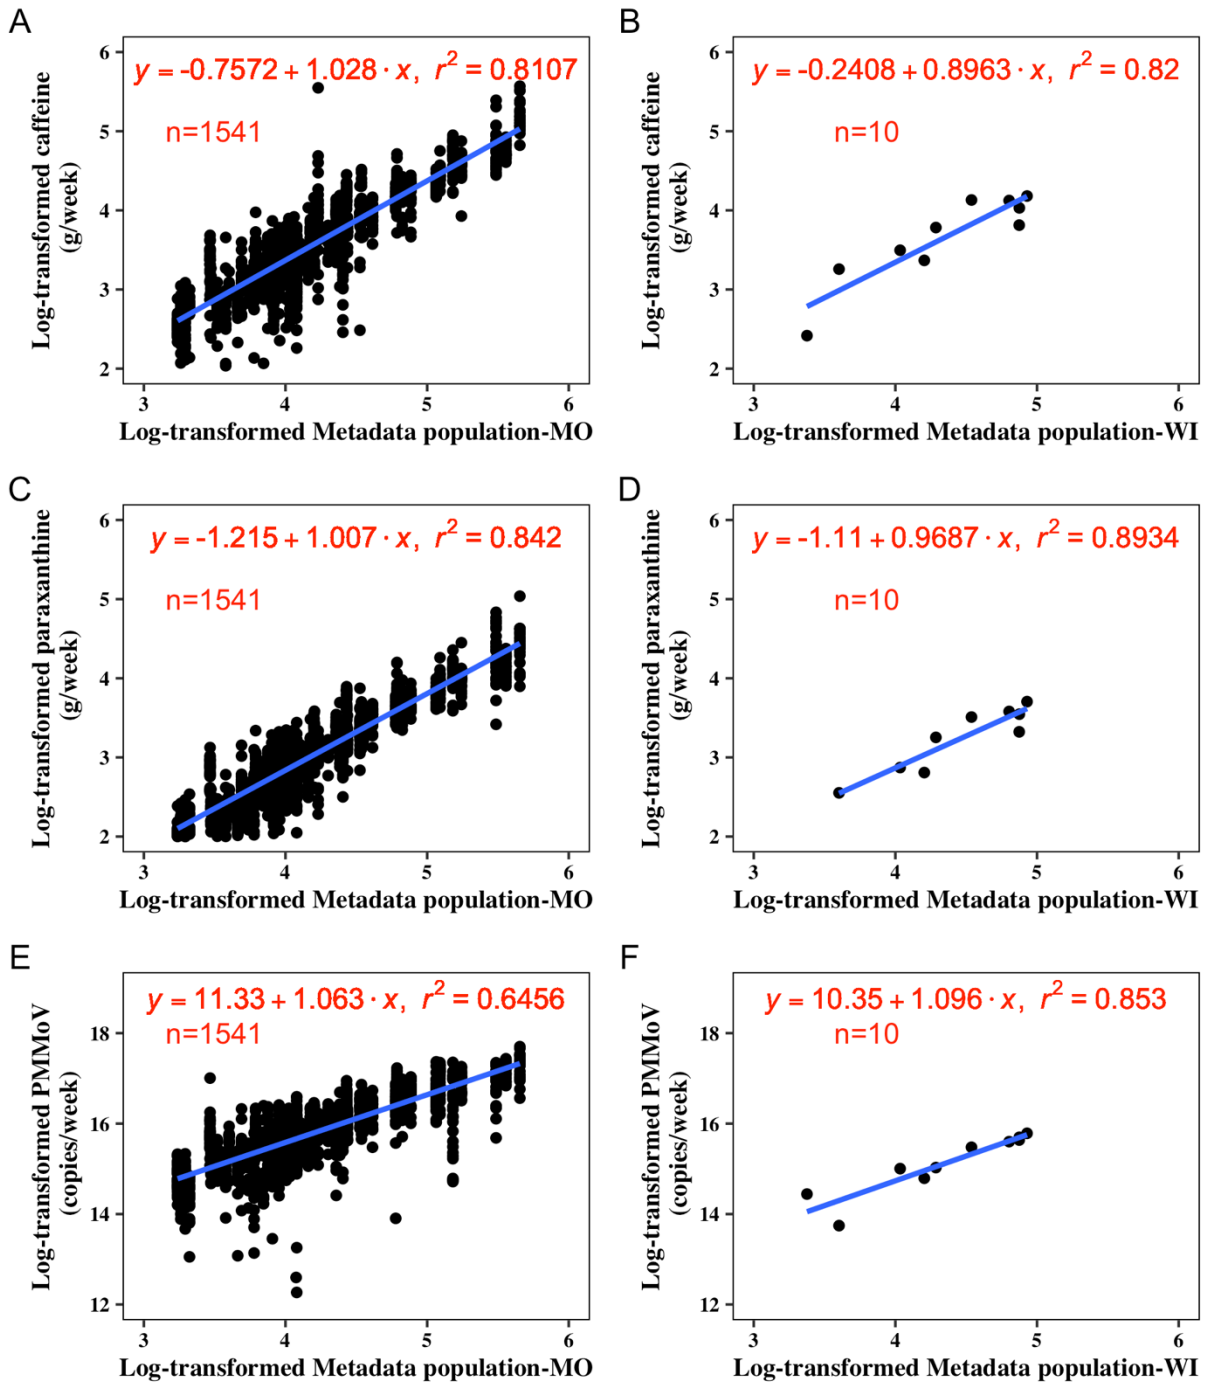 A
y = -0.7572 + 1.028 · x, r² = 0.8107
n=1541
Log-transformed caffeine
(g/week)
6
5
4
3
2
3 4 5 6
Log-transformed Metadata population-MO
B
y = -0.2408 + 0.8963 · x, r² = 0.82
n=10
Log-transformed caffeine
(g/week)
6
5
4
3
2
3 4 5 6
Log-transformed Metadata population-WI
C
y = -1.215 + 1.007 · x, r² = 0.842
n=1541
Log-transformed paraxanthine
(g/week)
6
5
4
3
2
3 4 5 6
Log-transformed Metadata population-MO
D
y = -1.11 + 0.9687 · x, r² = 0.8934
n=10
Log-transformed paraxanthine
(g/week)
6
5
4
3
2
3 4 5 6
Log-transformed Metadata population-WI
E
y = 11.33 + 1.063 · x, r² = 0.6456
n=1541
Log-transformed PMMoV
(copies/week)
18
16
14
12
3 4 5 6
Log-transformed Metadata population-MO
F
y = 10.35 + 1.096 · x, r² = 0.853
n=10
Log-transformed PMMoV
(copies/week)
18
16
14
12
3 4 5 6
Log-transformed Metadata population-WI